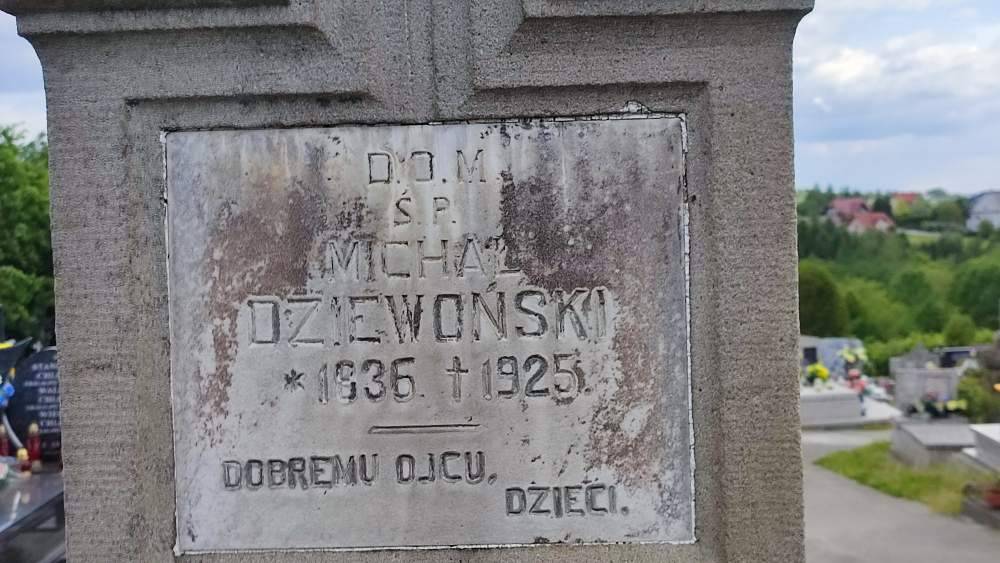 D.O.M
Ś.P.
MICHAŁ
DZIEWOŃSKI
* 1836. † 1925.
DOBREMU OJCU,
DZIECI.